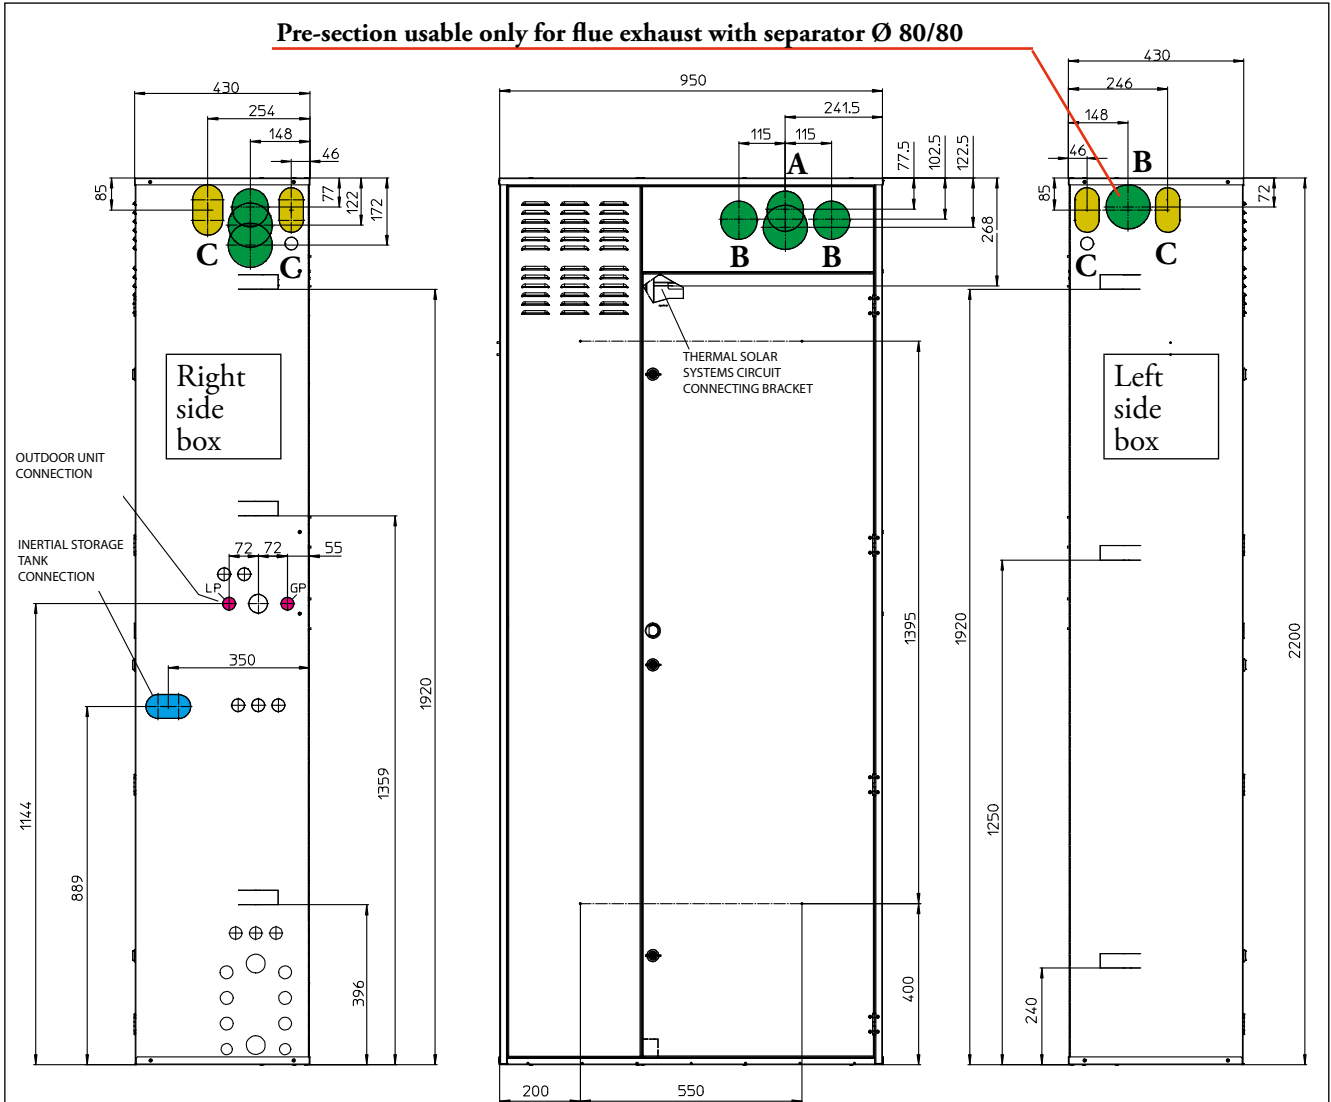 Pre-section usable only for flue exhaust with separator Ø 80/80
430
254
148
46
85
77
122
172
C
C
Right
side
box
OUTDOOR UNIT
CONNECTION
INERTIAL STORAGE
TANK
CONNECTION
72
72
55
LP
GP
350
1144
889
1920
1359
396
950
241.5
115
115
A
77.5
102.5
122.5
268
B
B
THERMAL SOLAR
SYSTEMS CIRCUIT
CONNECTING BRACKET
1395
400
200
550
430
246
148
46
B
85
72
C
C
Left
side
box
1920
1250
240
2200